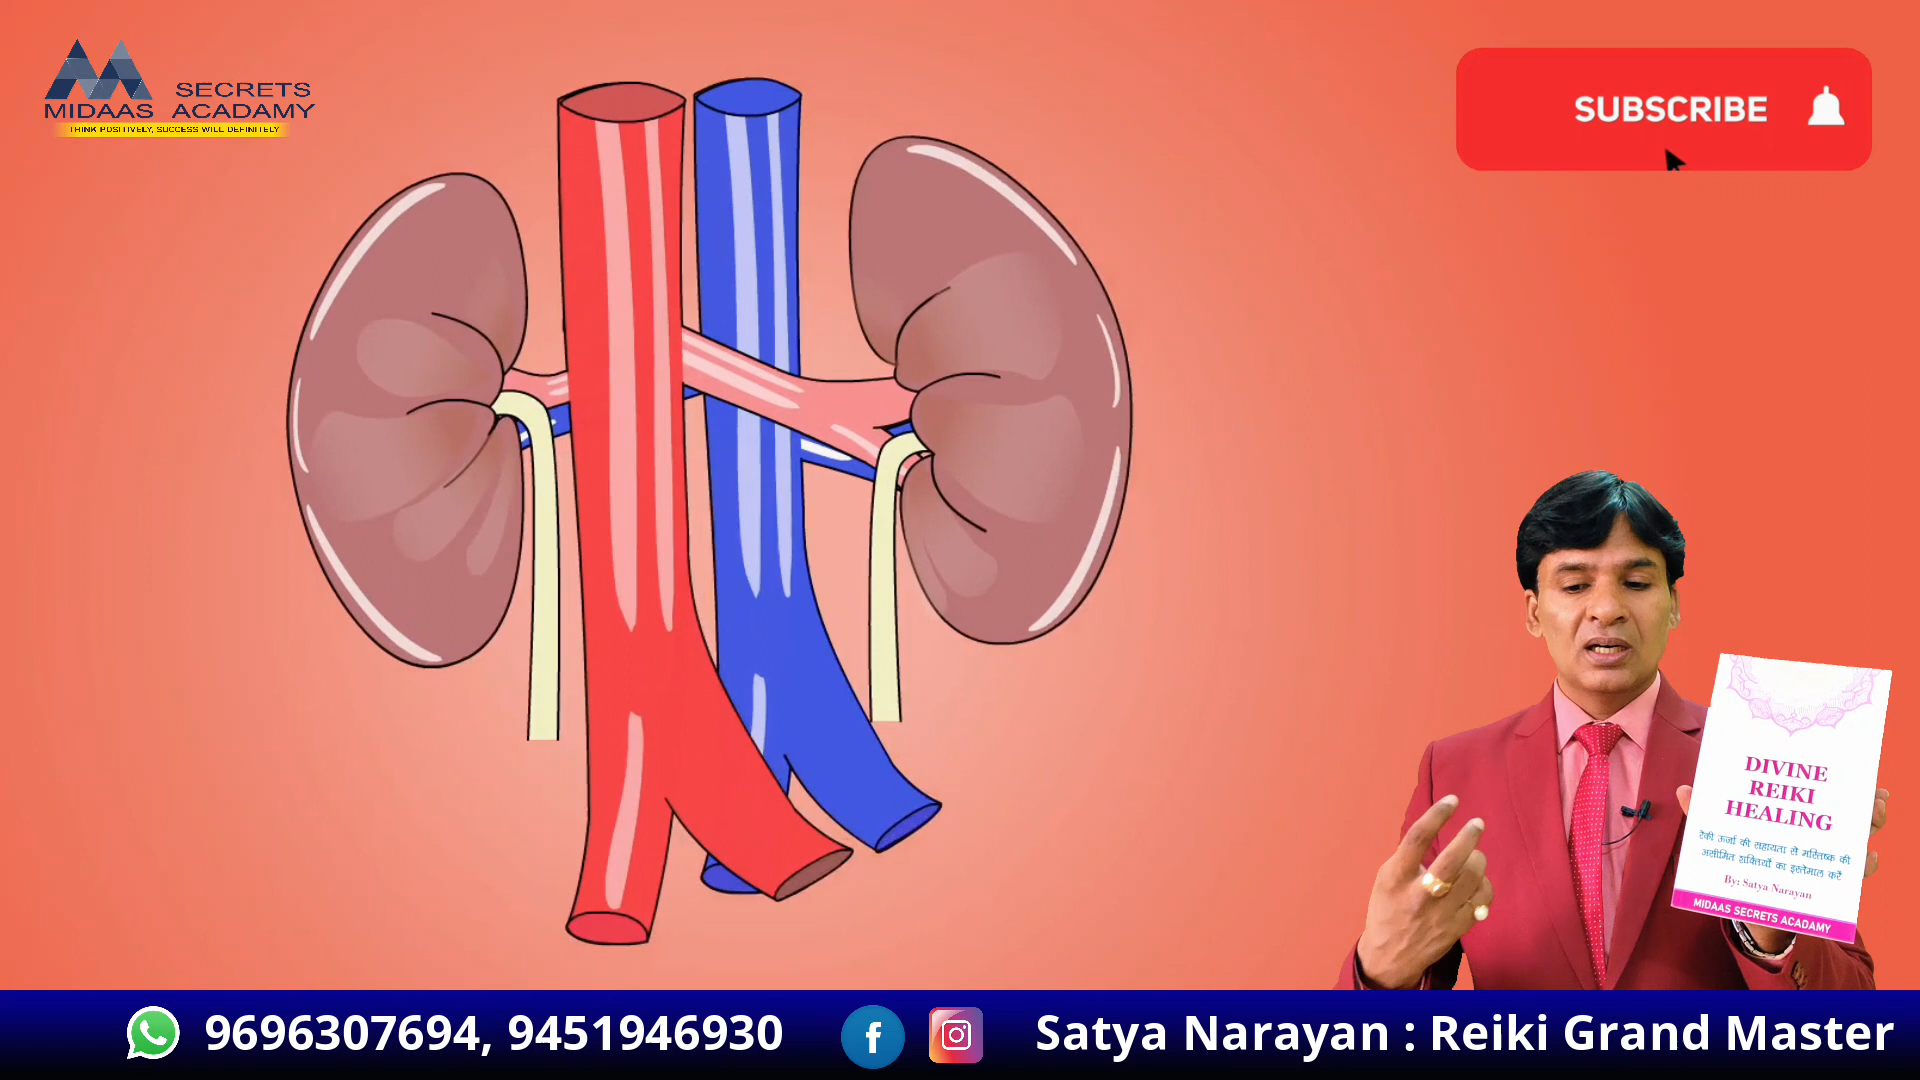 SECRETS
MIDAAS ACADAMY
THINK POSITIVELY, SUCCESS WILL DEFINITELY
SUBSCRIBE
DIVINE
REIKI
HEALING
रेकी ऊर्जा की सहायता से मस्तिष्क की
असीमित शक्तियों का इस्तेमाल करें
By: Satya Narayan
MIDAAS SECRETS ACADAMY
9696307694, 9451946930
Satya Narayan : Reiki Grand Master